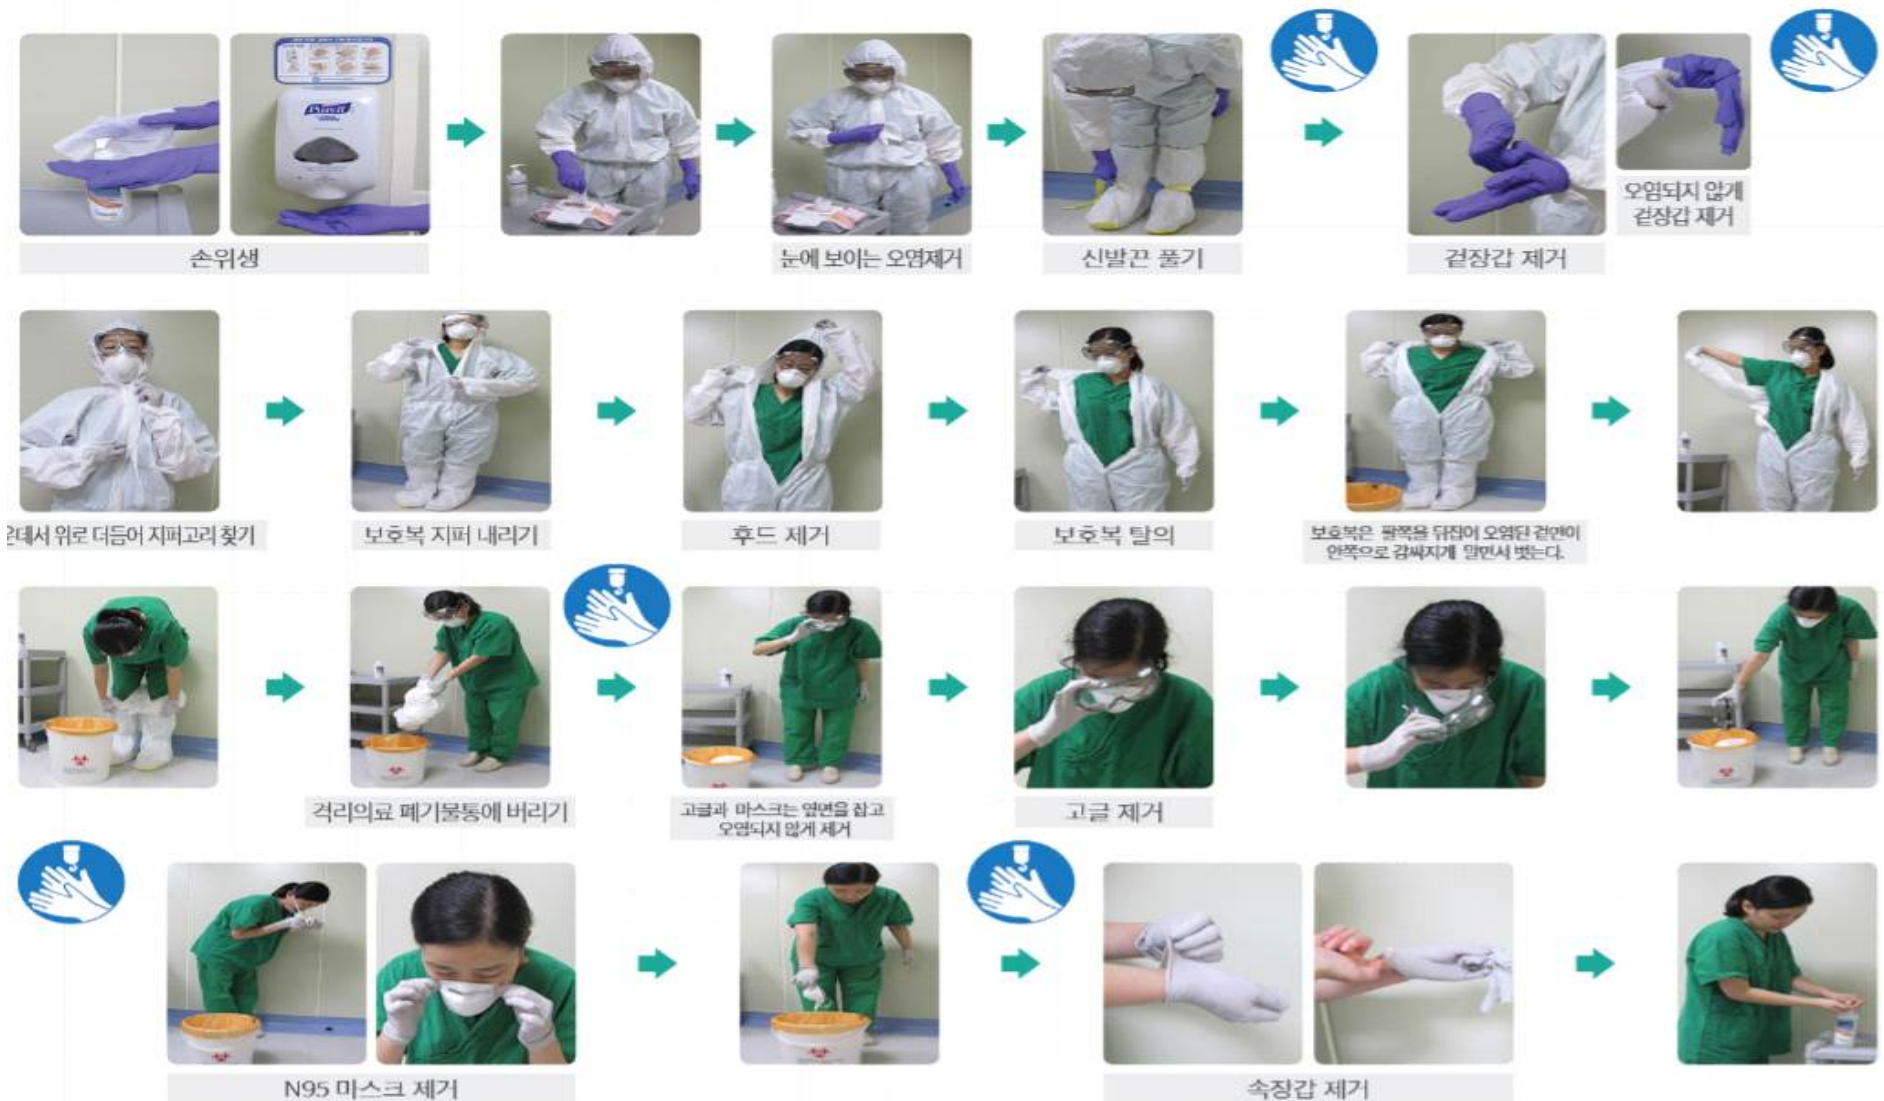 Purell
손위생
눈에 보이는 오염제거
신발끈 풀기
겉장갑 제거
오염되지 않게
겉장갑 제거
운데서 위로 더듬어 지퍼고리 찾기
보호복 지퍼 내리기
후드 제거
보호복 탈의
보호복은 팔쪽을 뒤집어 오염된 겉면이
안쪽으로 감싸지게 말면서 벗는다.
격리의료 폐기물통에 버리기
고글과 마스크는 옆면을 잡고
오염되지 않게 제거
고글 제거
N95 마스크 제거
속장갑 제거